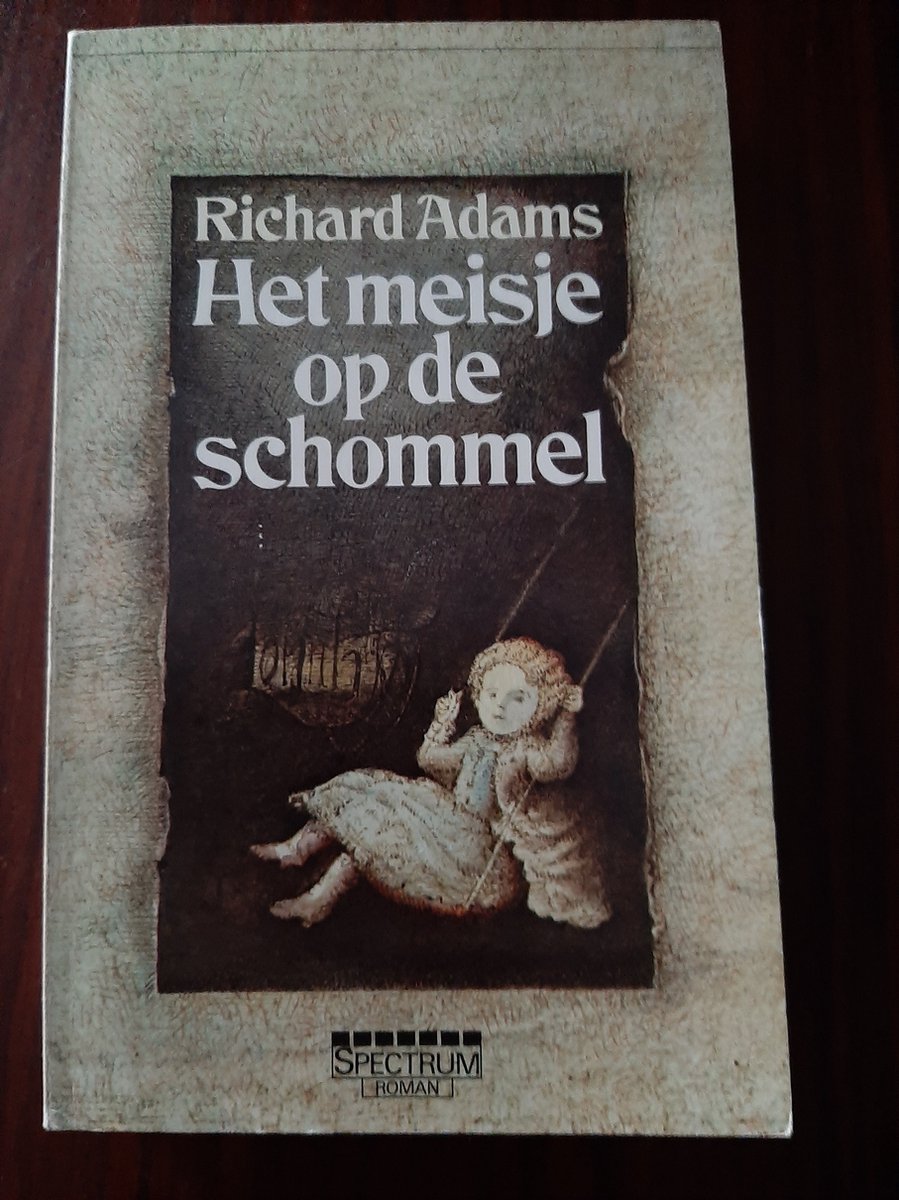 Richard Adams
Het meisje
op de
schommel
SPECTRUM
ROMAN